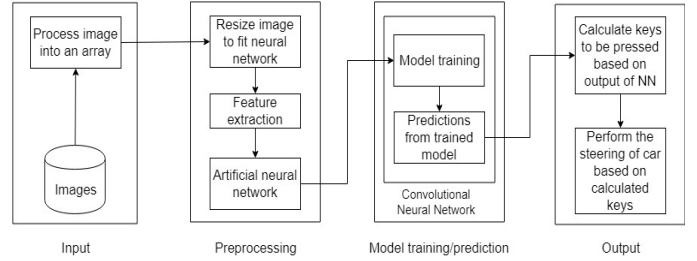 Process image
into an array
Images
Input
Resize image
to fit neural
network
Feature
extraction
Artificial neural
network
Preprocessing
Model training
Predictions
from trained
model
Convolutional
Neural Network
Model training/prediction
Calculate keys
to be pressed
based on
output of NN
Perform the
steering of car
based on
calculated
keys
Output